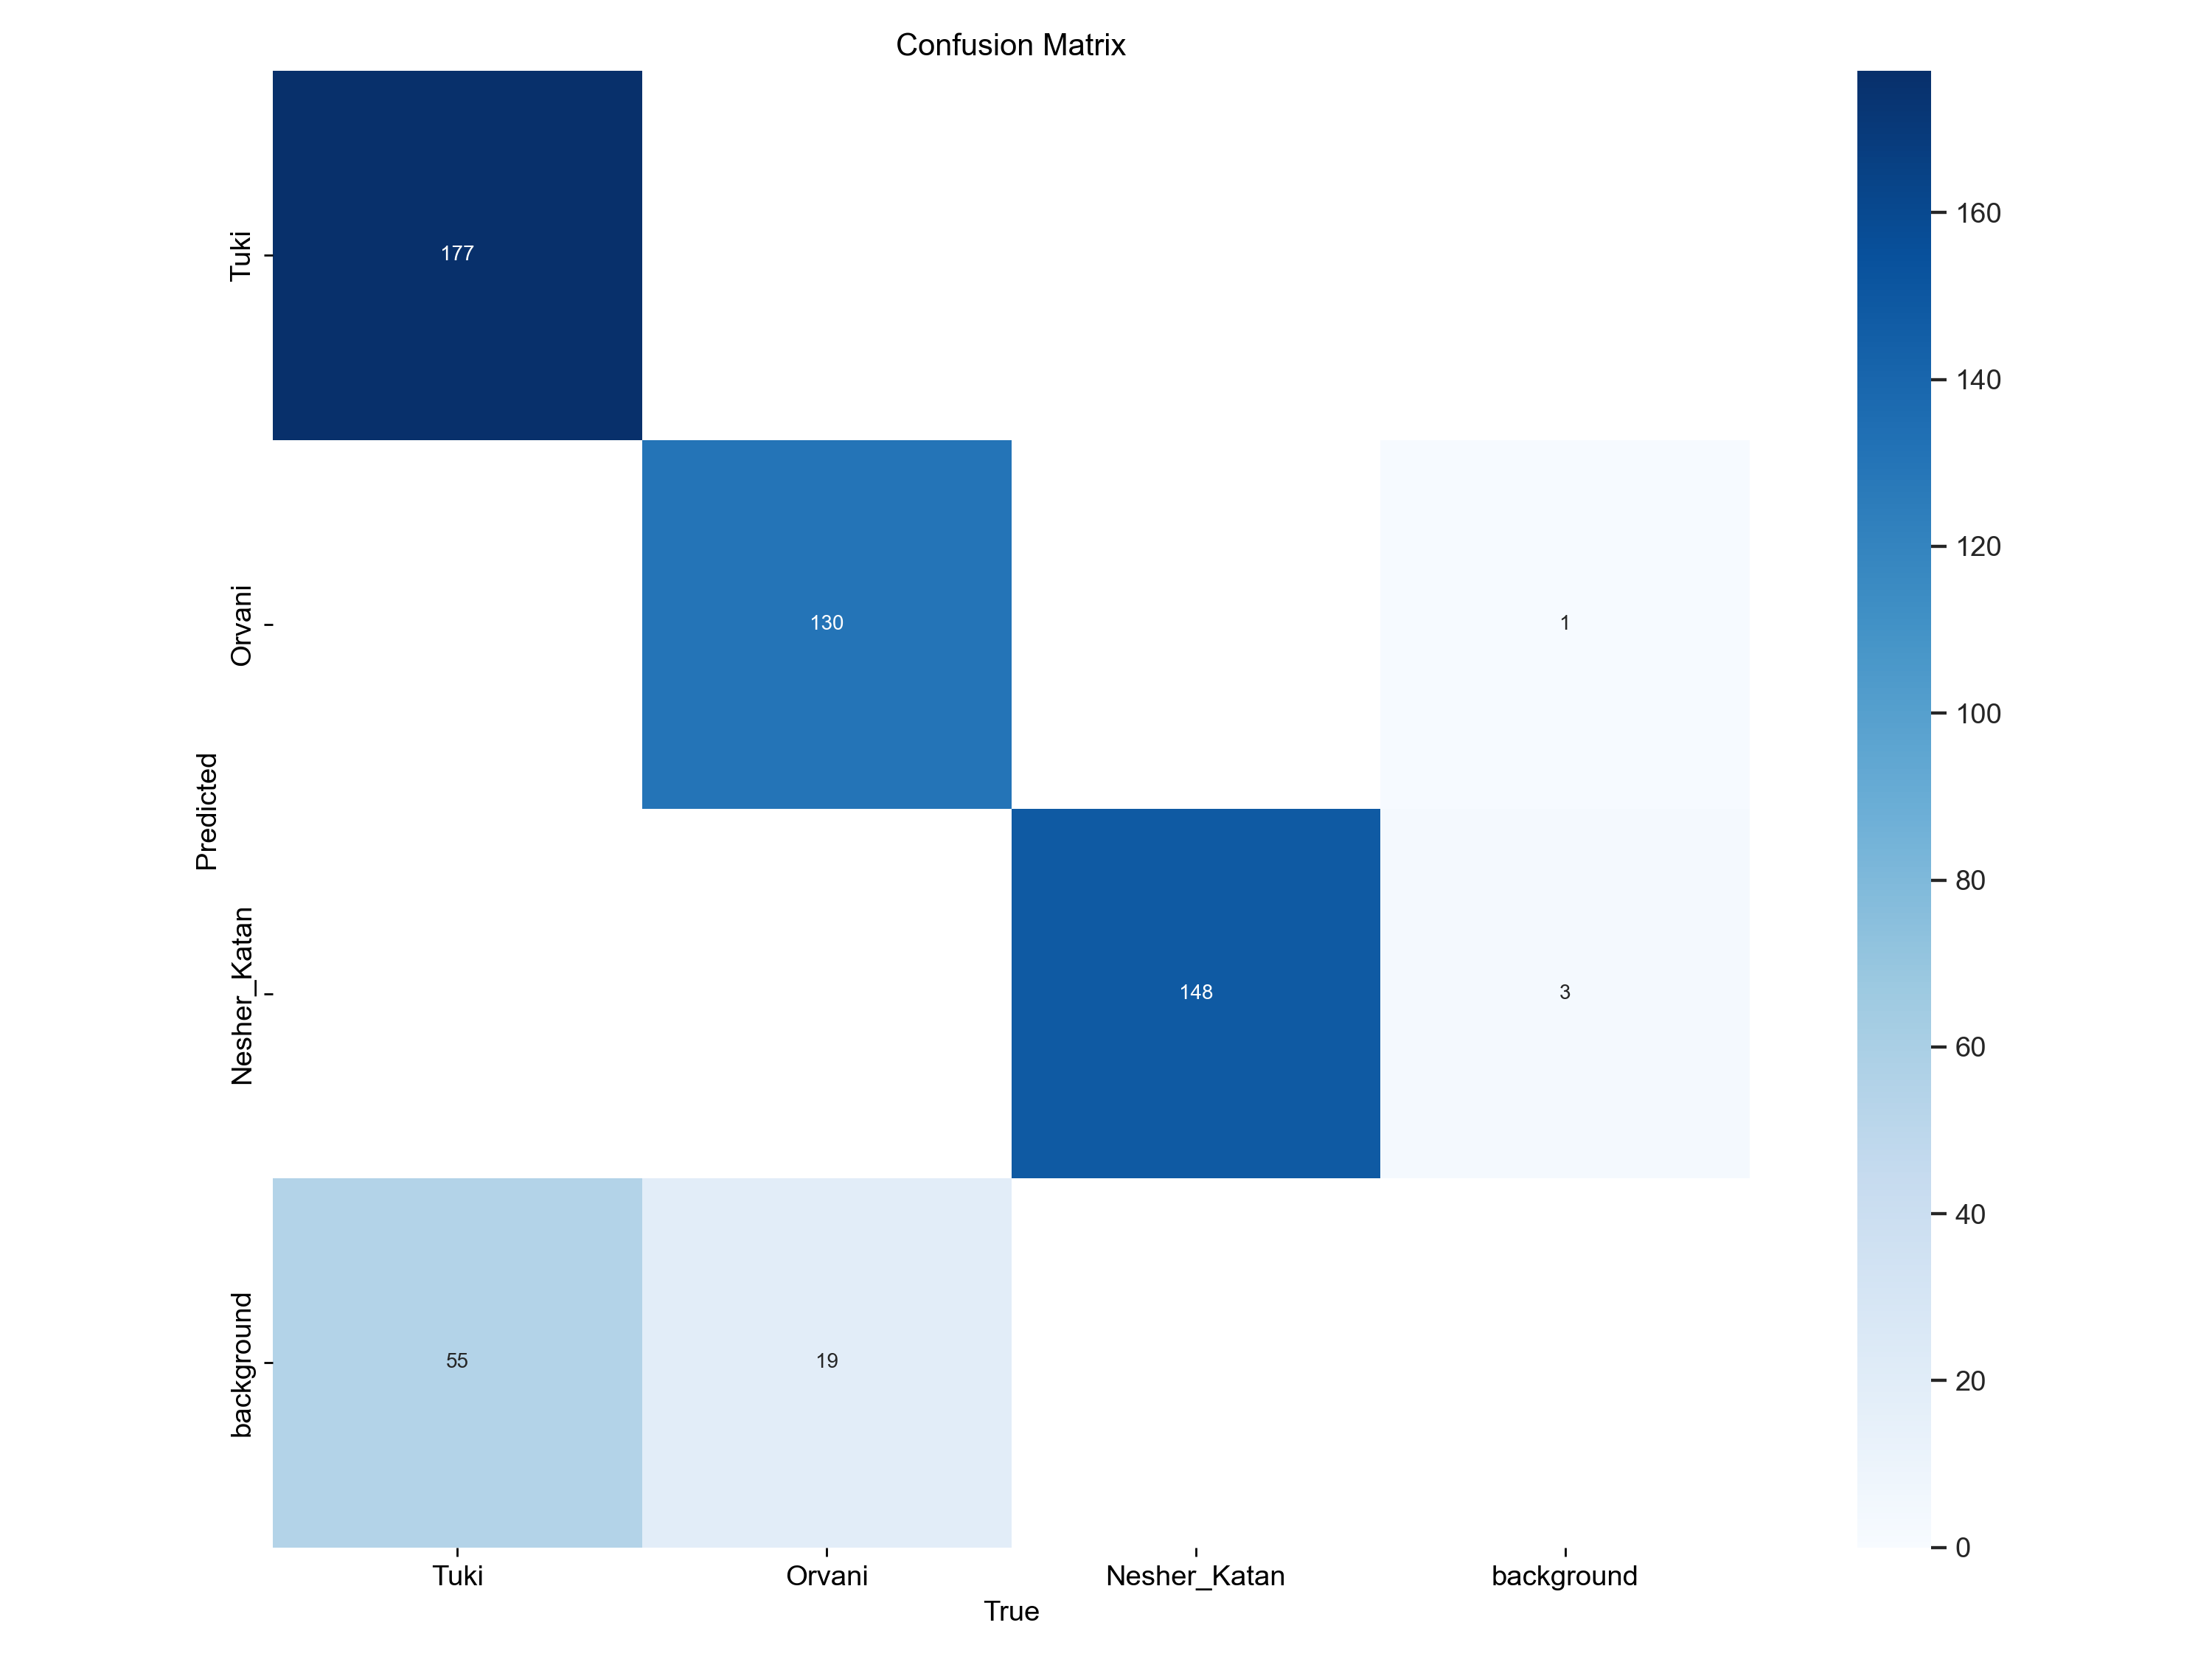 Confusion Matrix
Predicted
Tuki
177
Orvani
130
1
Nesher_Katan
148
3
background
55
19
Tuki
Orvani
Nesher_Katan
background
True
160
140
120
100
80
60
40
20
0